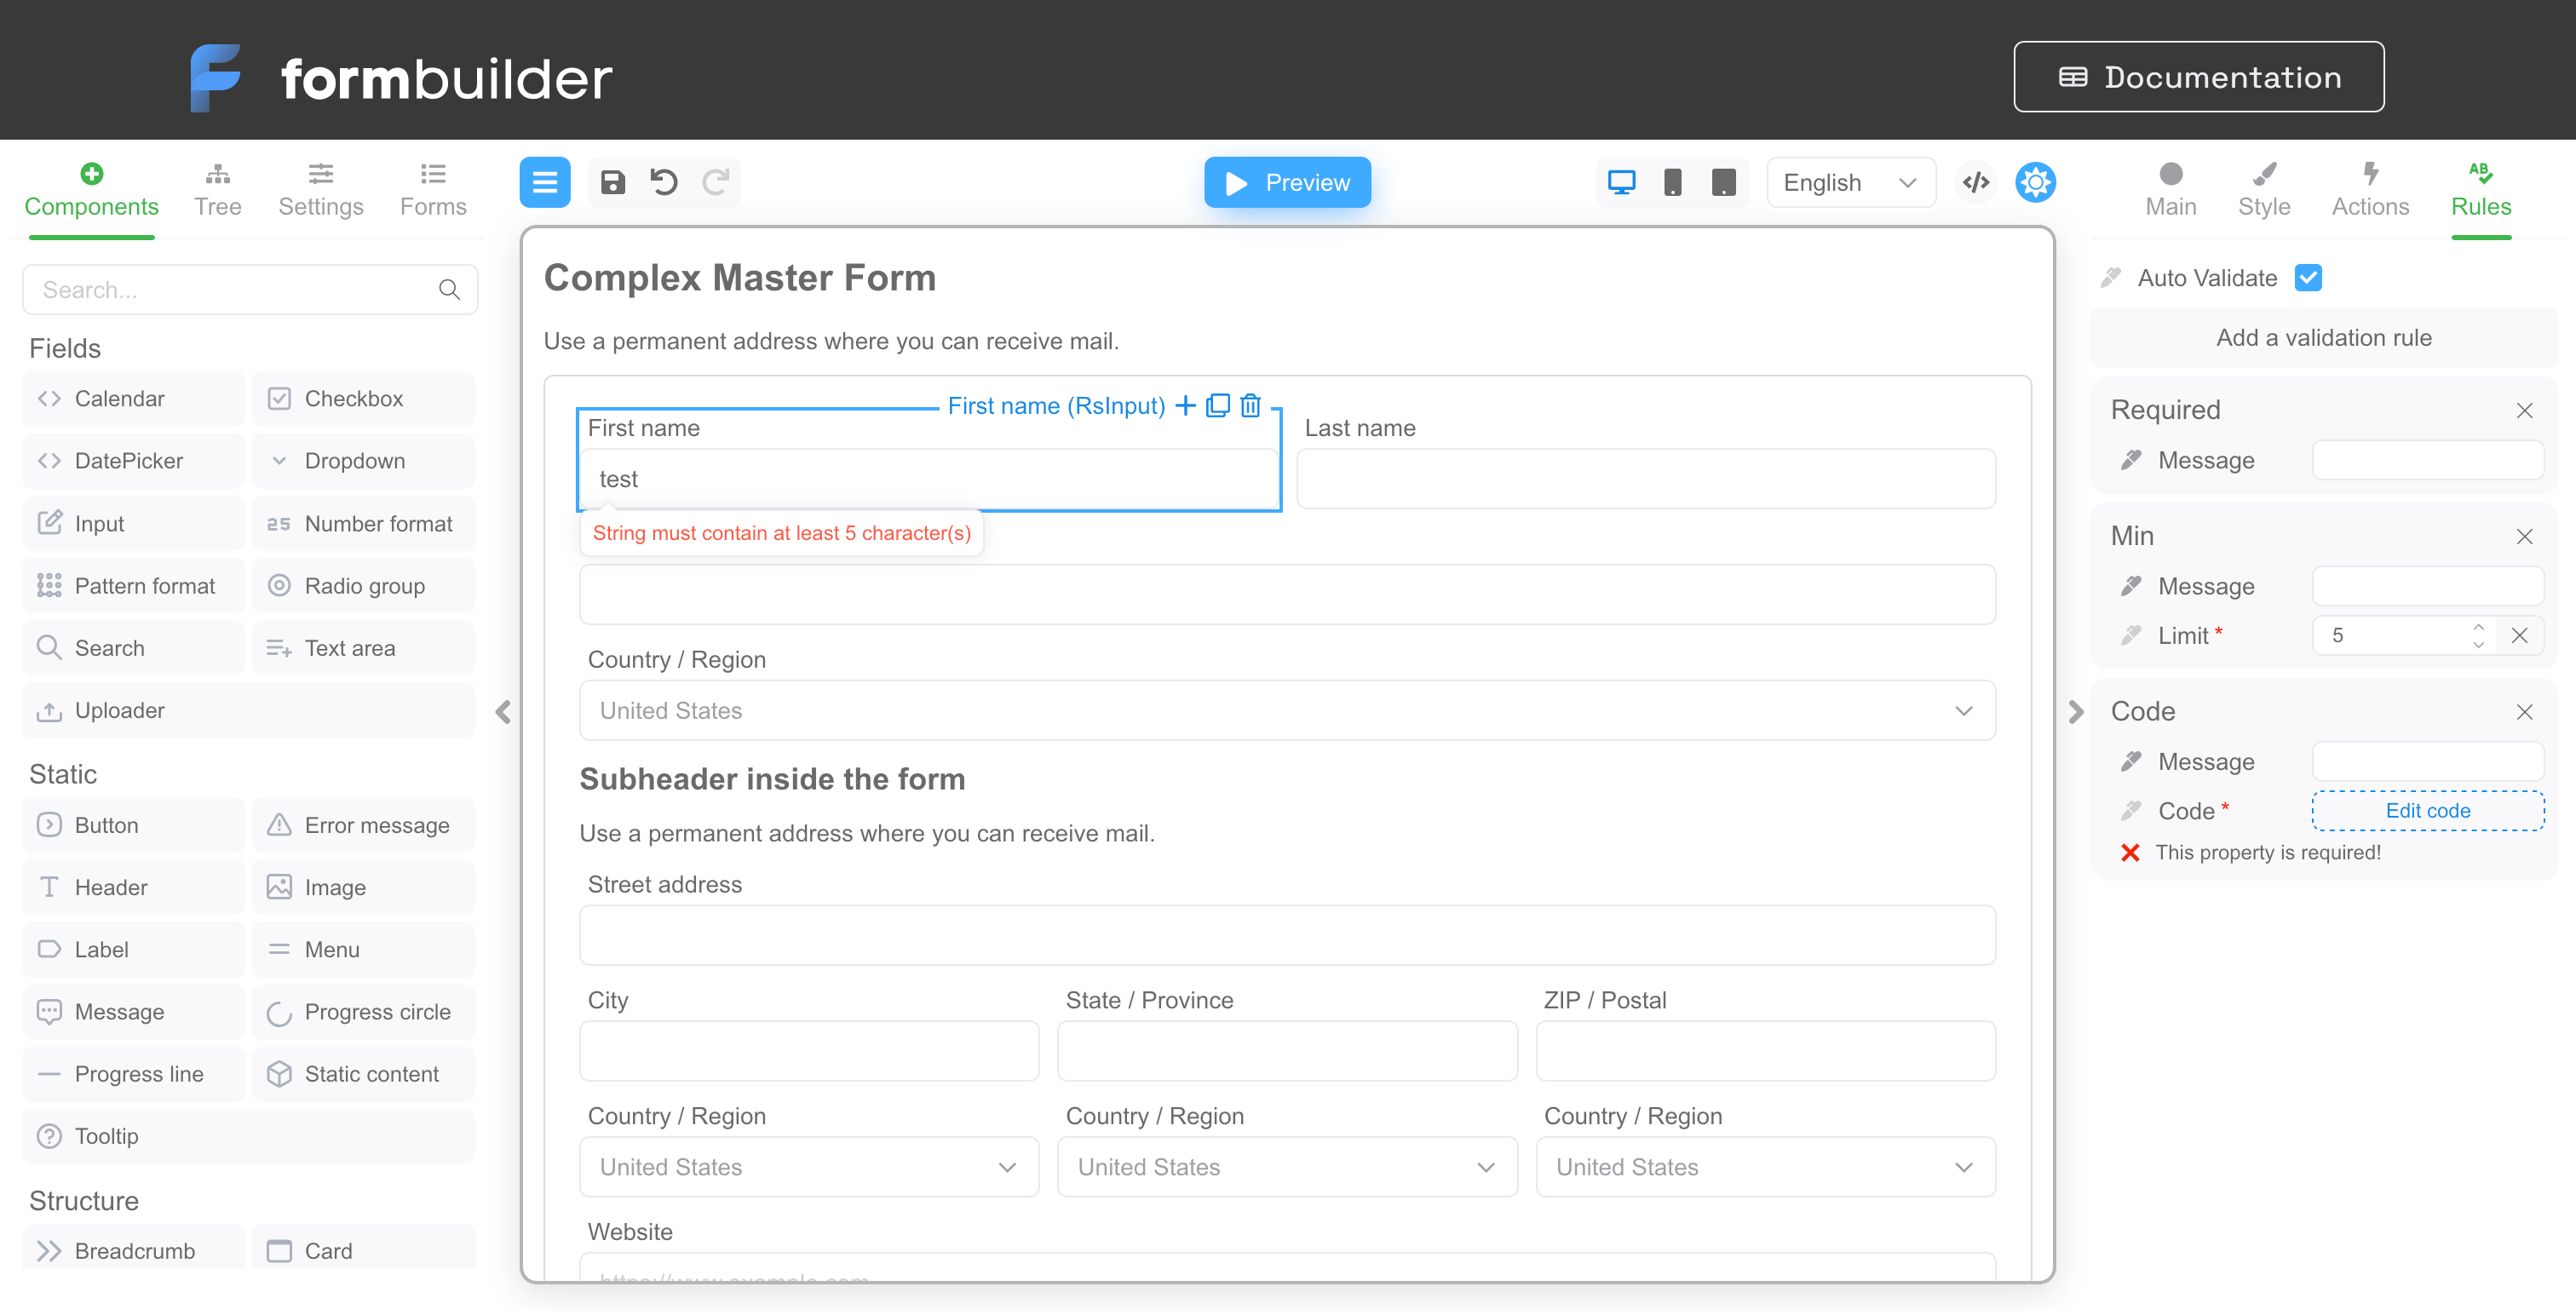 formbuilder
Documentation
Components
Tree
Settings
Forms
Preview
English
Main
Style
Actions
AB
Rules
Search...
Fields
Calendar
Checkbox
DatePicker
Dropdown
Input
25 Number format
Pattern format
Radio group
Search
Text area
Uploader
Static
Button
Error message
Header
Image
Label
Menu
Message
Progress circle
Progress line
Static content
Tooltip
Structure
Breadcrumb
Card
Complex Master Form
Use a permanent address where you can receive mail.
First name (RsInput)
First name
Last name
test
String must contain at least 5 character(s)
Country / Region
United States
Subheader inside the form
Use a permanent address where you can receive mail.
Street address
City
State / Province
ZIP / Postal
Country / Region
Country / Region
Country / Region
United States
United States
United States
Website
https://www.example.com
Auto Validate
Add a validation rule
Required
Message
Min
Message
Limit *
5
Code
Message
Code *
Edit code
This property is required!